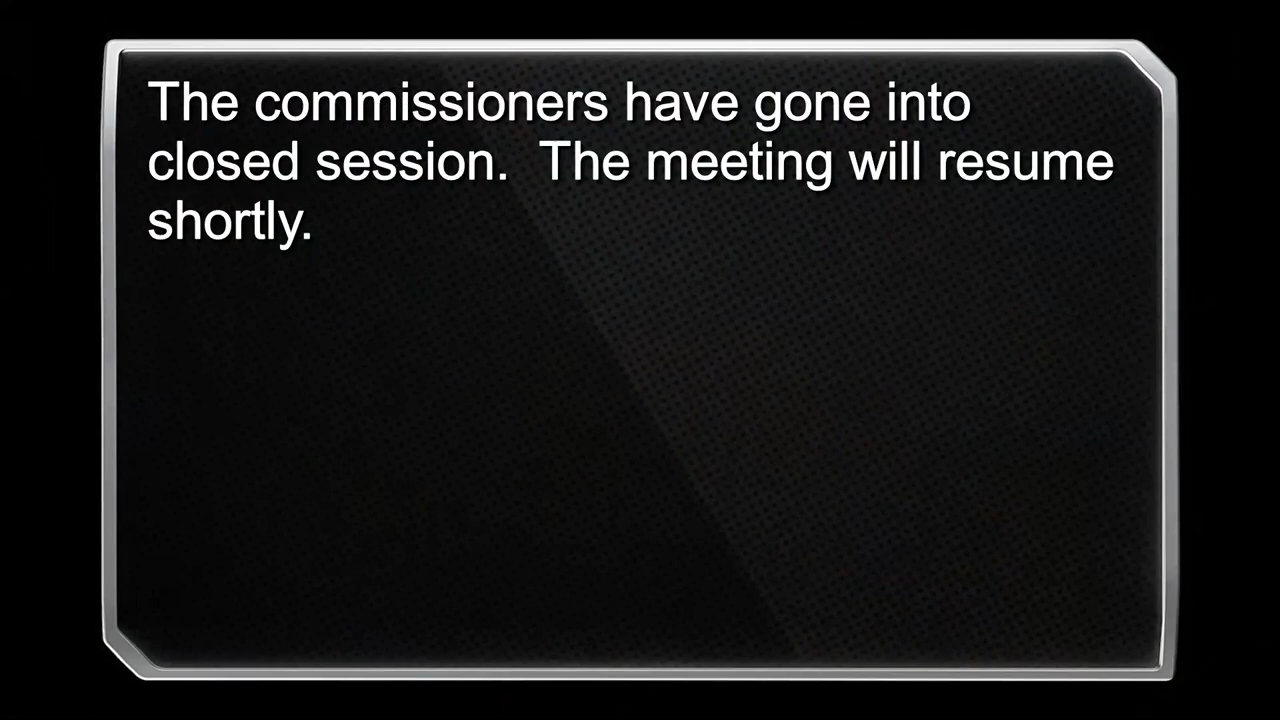 The commissioners have gone into
closed session.  The meeting will resume
shortly.